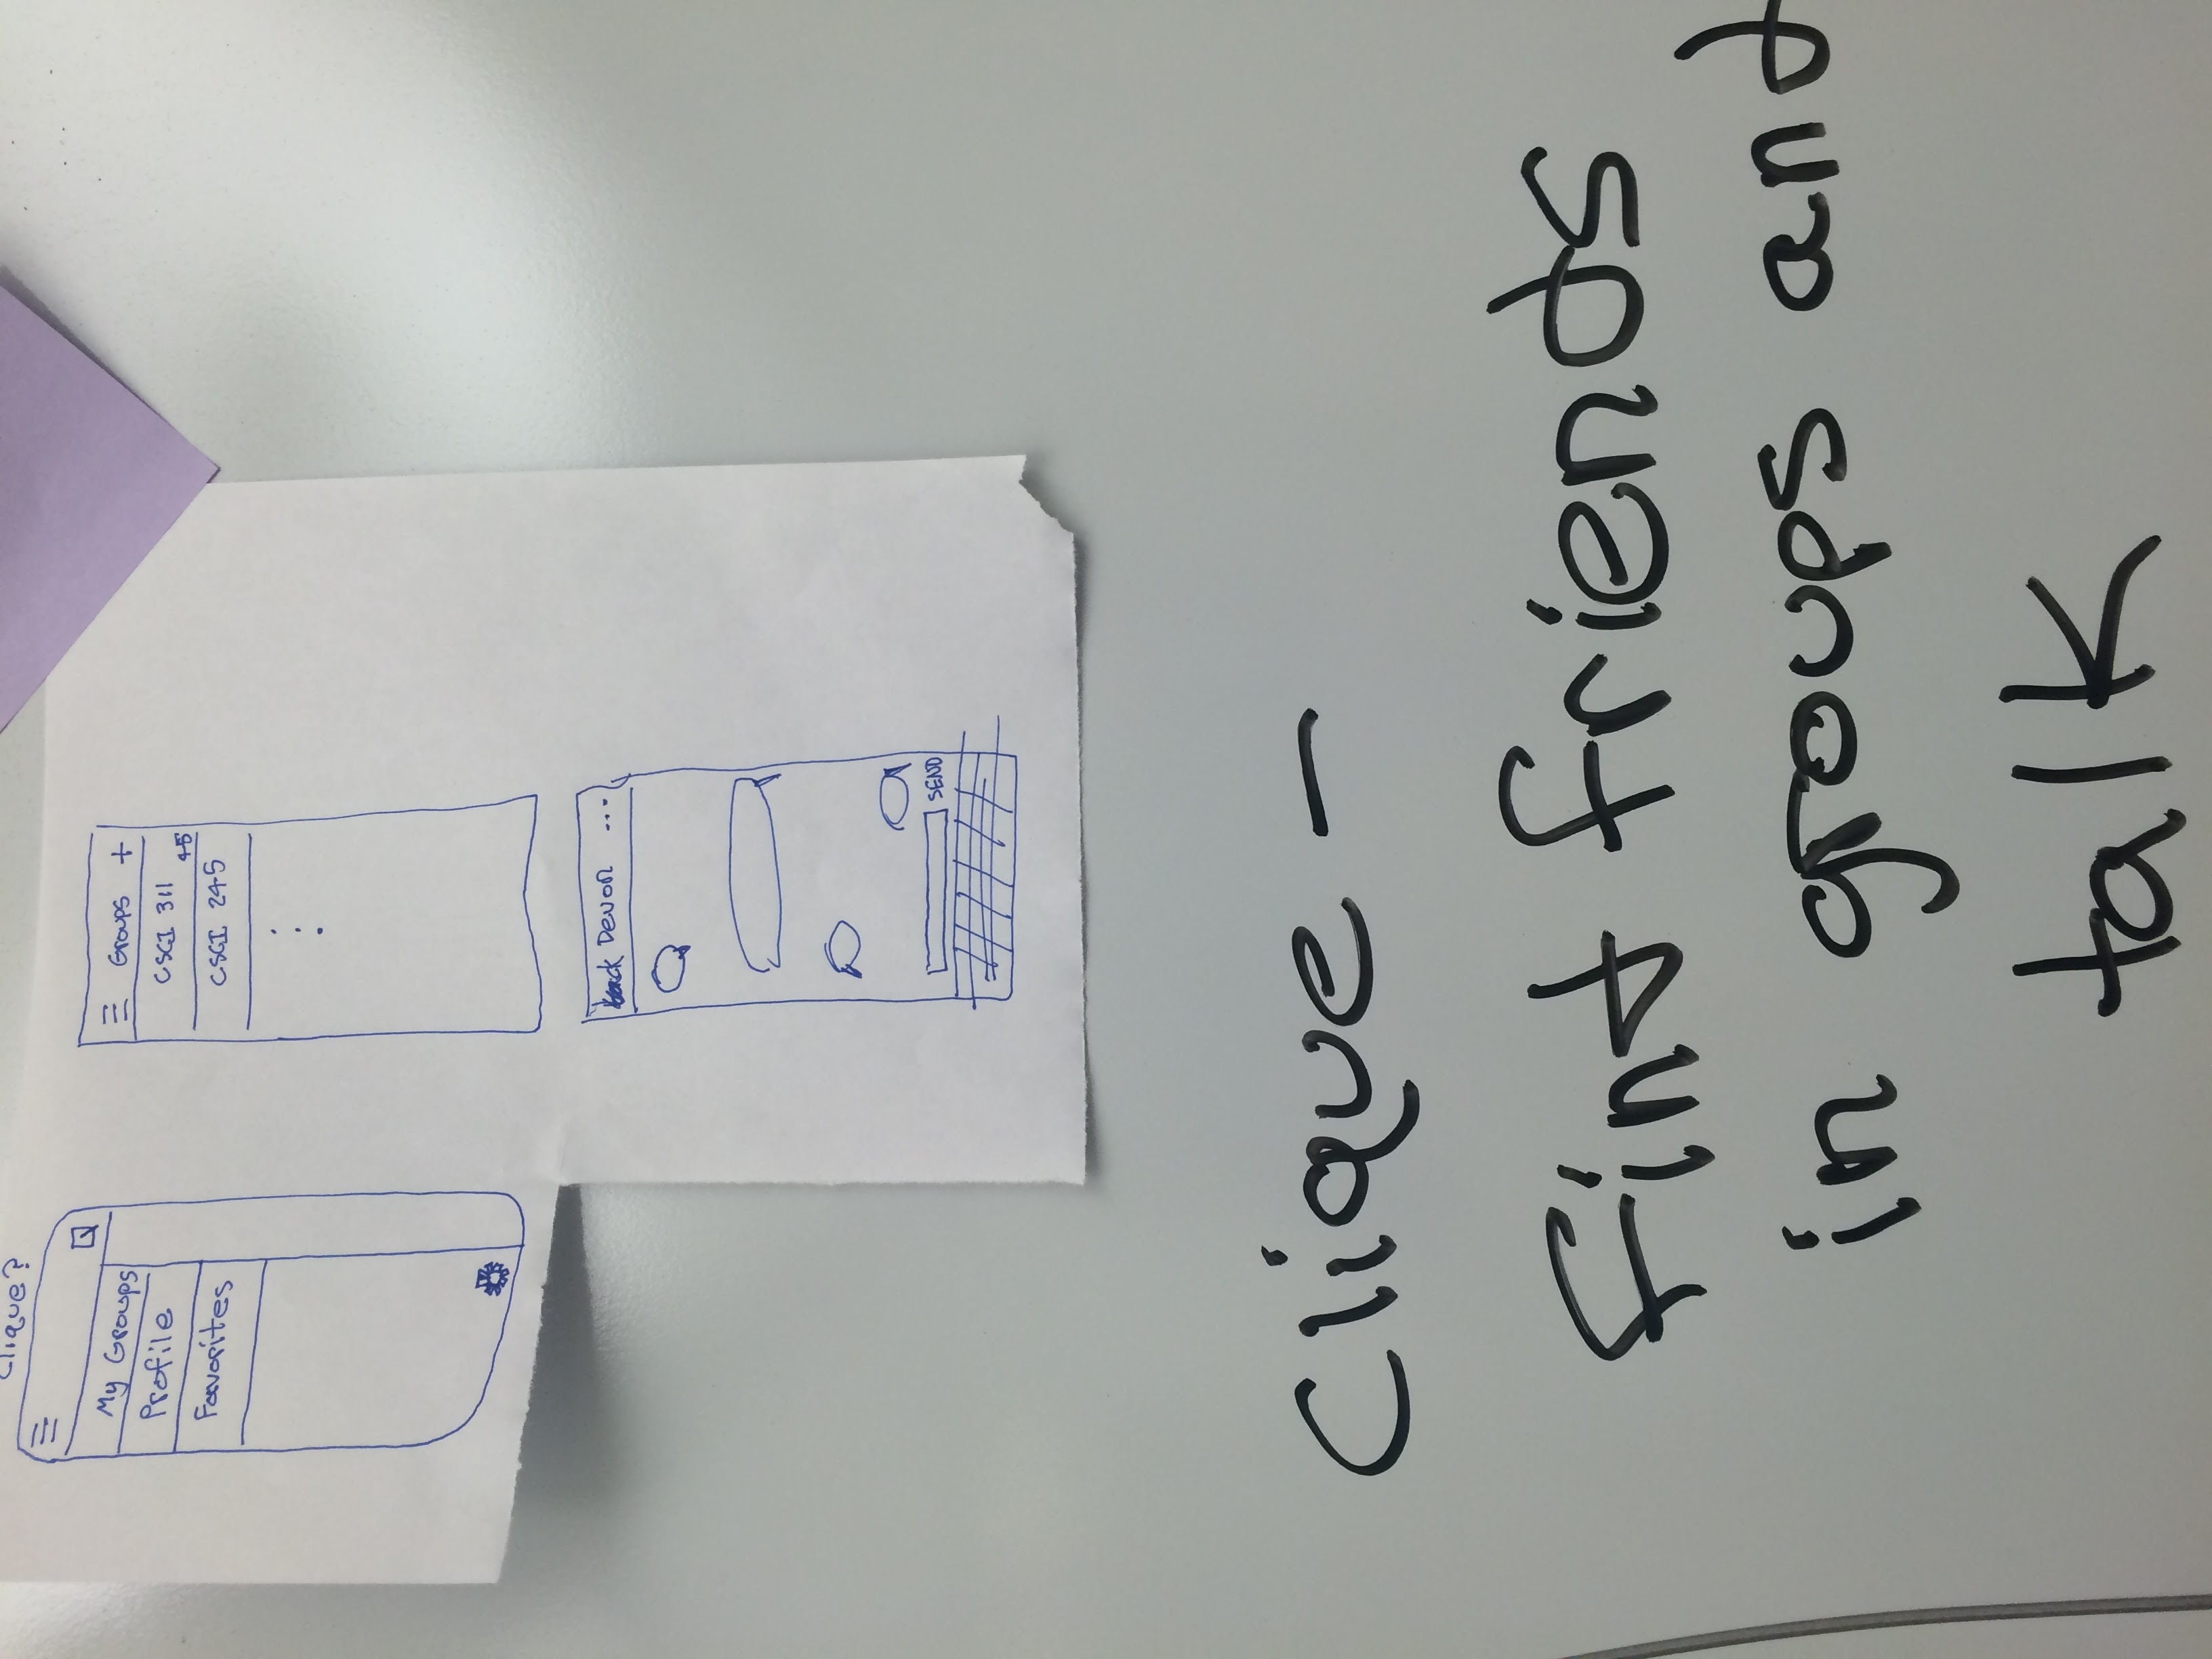 Clique?
My Groups
Profile
Favorites
Groups +
CSCI 311
45
CSCI 245
back Devon ...
SEND
Clique -
Find friends
in groups and
talk